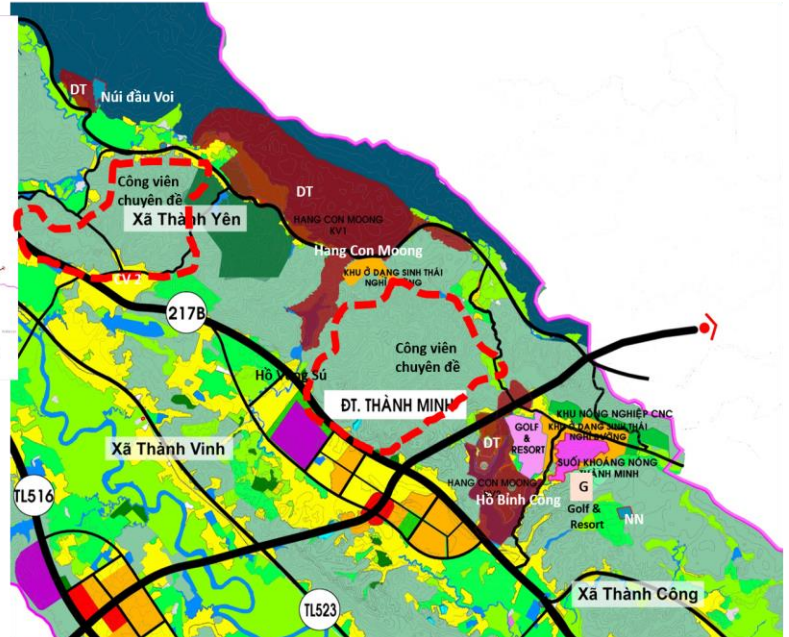 DT
Núi đầu Voi
Công viên
chuyên đề
Xã Thành Yên
DT
HANG CON MOONG
KV1
Hang Con Moong
KHU Ở DẠNG SINH THÁI
217B
Công viên
chuyên đề
ĐT. THÀNH MINH
Xã Thành Vinh
DT
GOLF
&
RESORT
KHU NÔNG NGHIỆP CNC
KHU Ở DẠNG SINH THÁI
NGHỈ DƯỠNG
SUỐI KHOÁNG NÓNG
THÀNH MINH
HANG CON MOONG
Hồ Bỉnh Công
G
Golf &
Resort
NN
TL516
TL523
Xã Thành Công